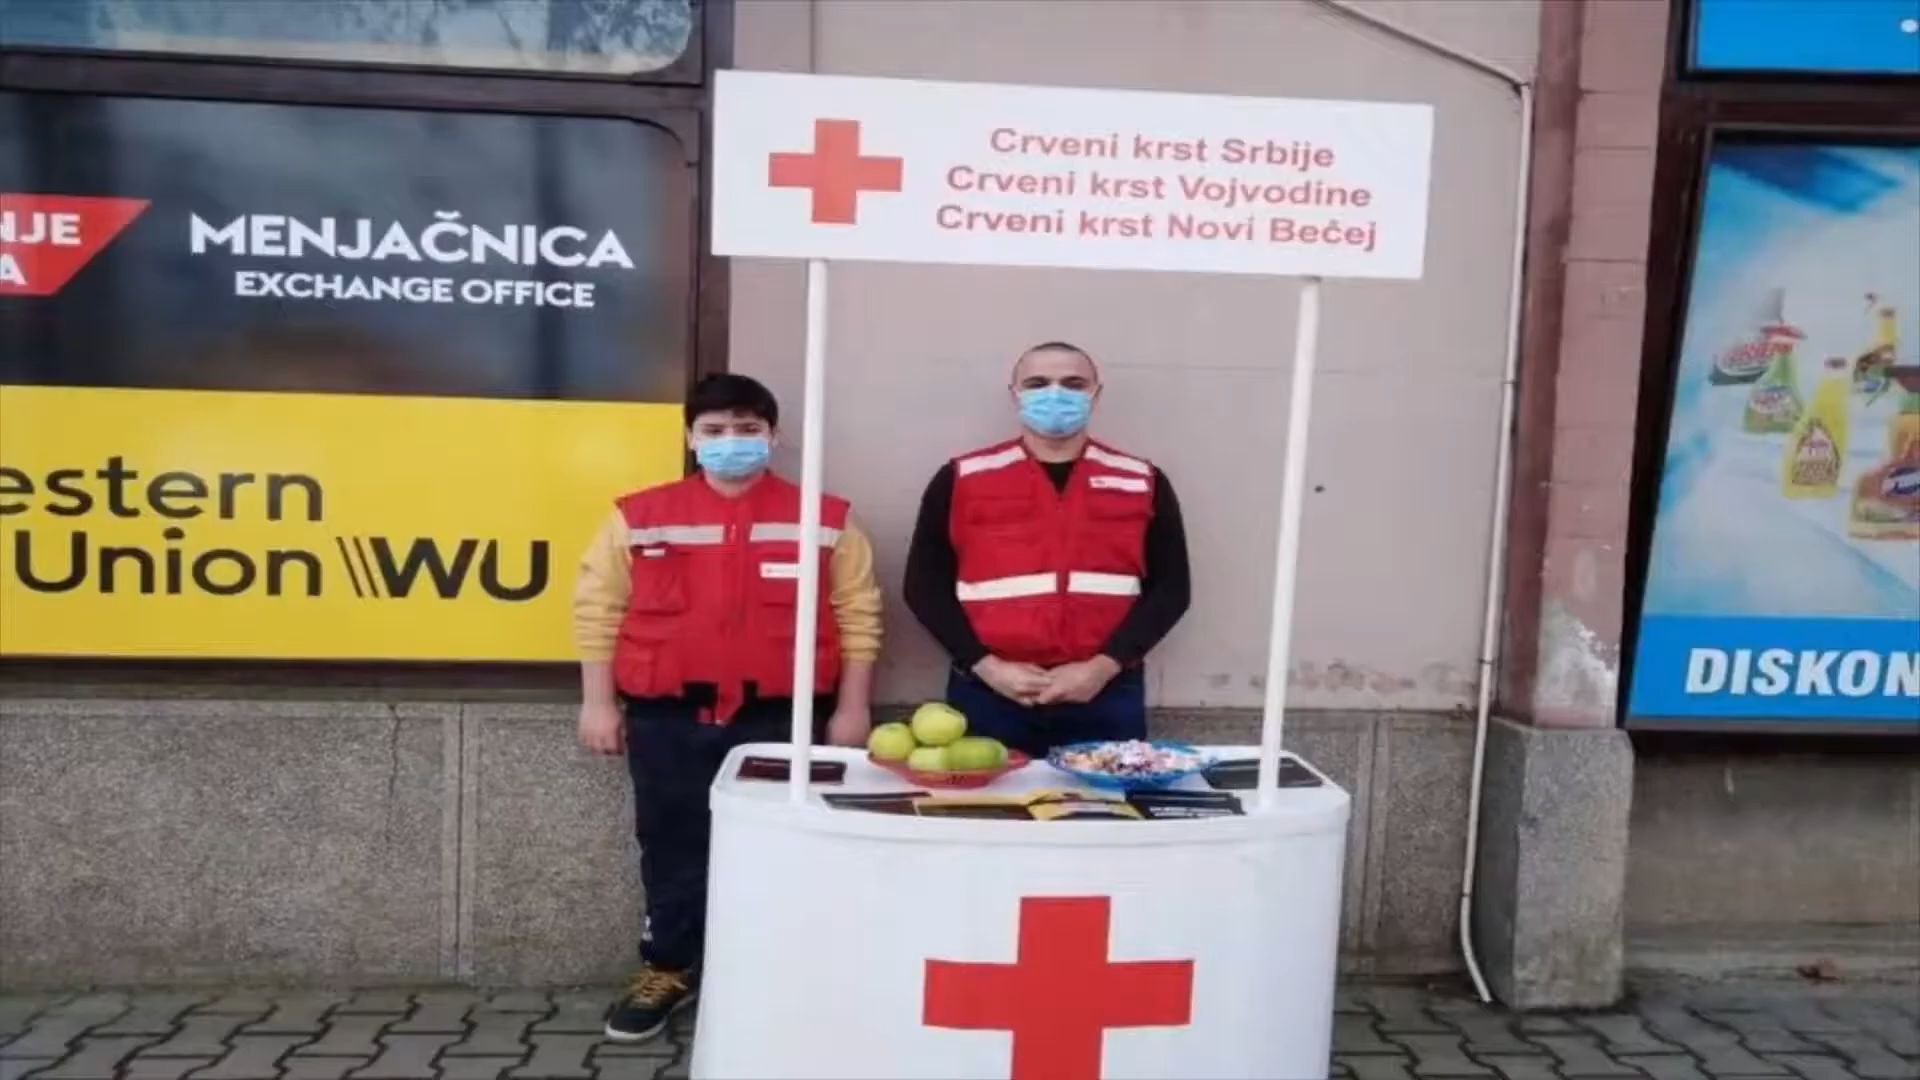 NJE
A
MENJAČNICA
EXCHANGE OFFICE
estern
Union \\WU
Crveni krst Srbije
Crveni krst Vojvodine
Crveni krst Novi Bečej
DISKON